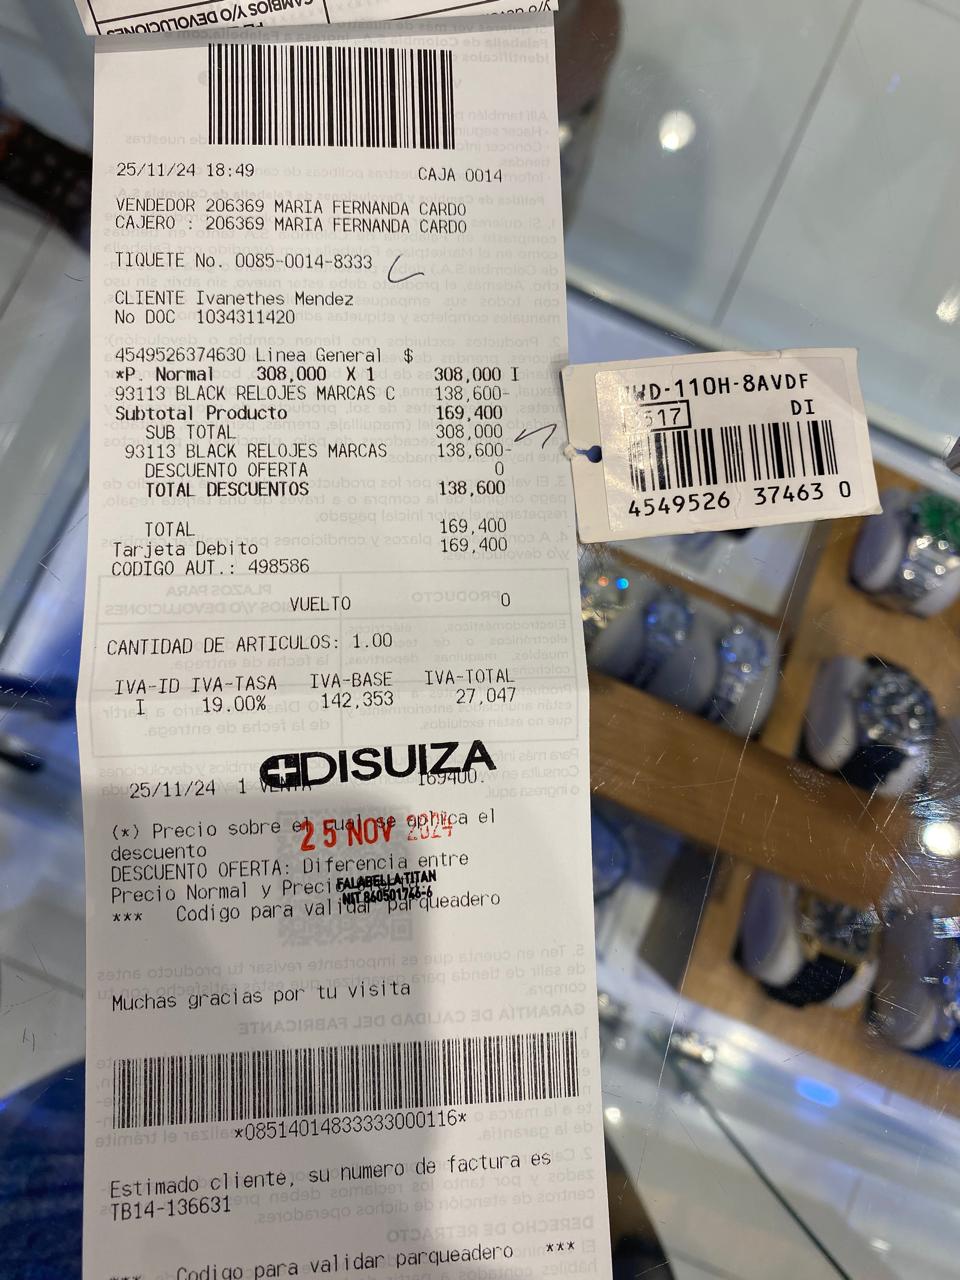 CAMBIOS Y/O DEVOLUCIONES
25/11/24 18:49 CAJA 0014
VENDEDOR 206369 MARIA FERNANDA CARDO
CAJERO : 206369 MARIA FERNANDA CARDO
TIQUETE No. 0085-0014-8333
CLIENTE Ivanethes Mendez
No DOC 1034311420
4549526374630 Linea General $
*P. Normal 308,000 X 1 308,000 I
93113 BLACK RELOJES MARCAS C 138,600-
Subtotal Producto 169,400
SUB TOTAL 308,000
93113 BLACK RELOJES MARCAS 138,600-
DESCUENTO OFERTA 0
TOTAL DESCUENTOS 138,600
TOTAL 169,400
Tarjeta Debito 169,400
CODIGO AUT.: 498586
VUELTO 0
CANTIDAD DE ARTICULOS: 1.00
IVA-ID IVA-TASA IVA-BASE IVA-TOTAL
I 19.00% 142,353 27,047
DISUIZA
25/11/24 1 VENTA 169400.
(*) Precio sobre el cual se aplica el
25 NOV 2024
descuento
DESCUENTO OFERTA: Diferencia entre
Precio Normal y Preci
FALABELLA TITAN
NIT 860501746-6
*** Codigo para validar parqueadero
Muchas gracias por tu visita
*08514014833333000116*
Estimado cliente, su numero de factura es
TB14-136631
*** Codigo para validar parqueadero ***
WD-110H-8AVDF
517 DI
4549526 37463 0